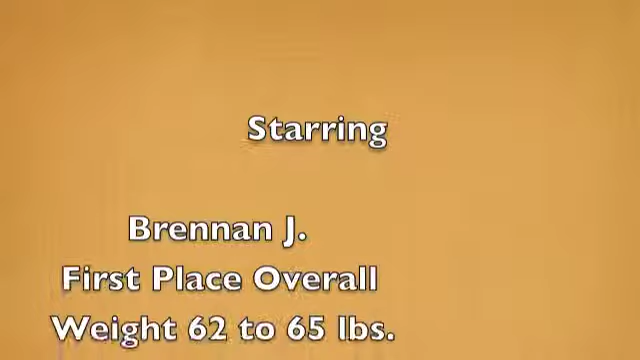 Starring
Brennan J.
First Place Overall
Weight 62 to 65 lbs.